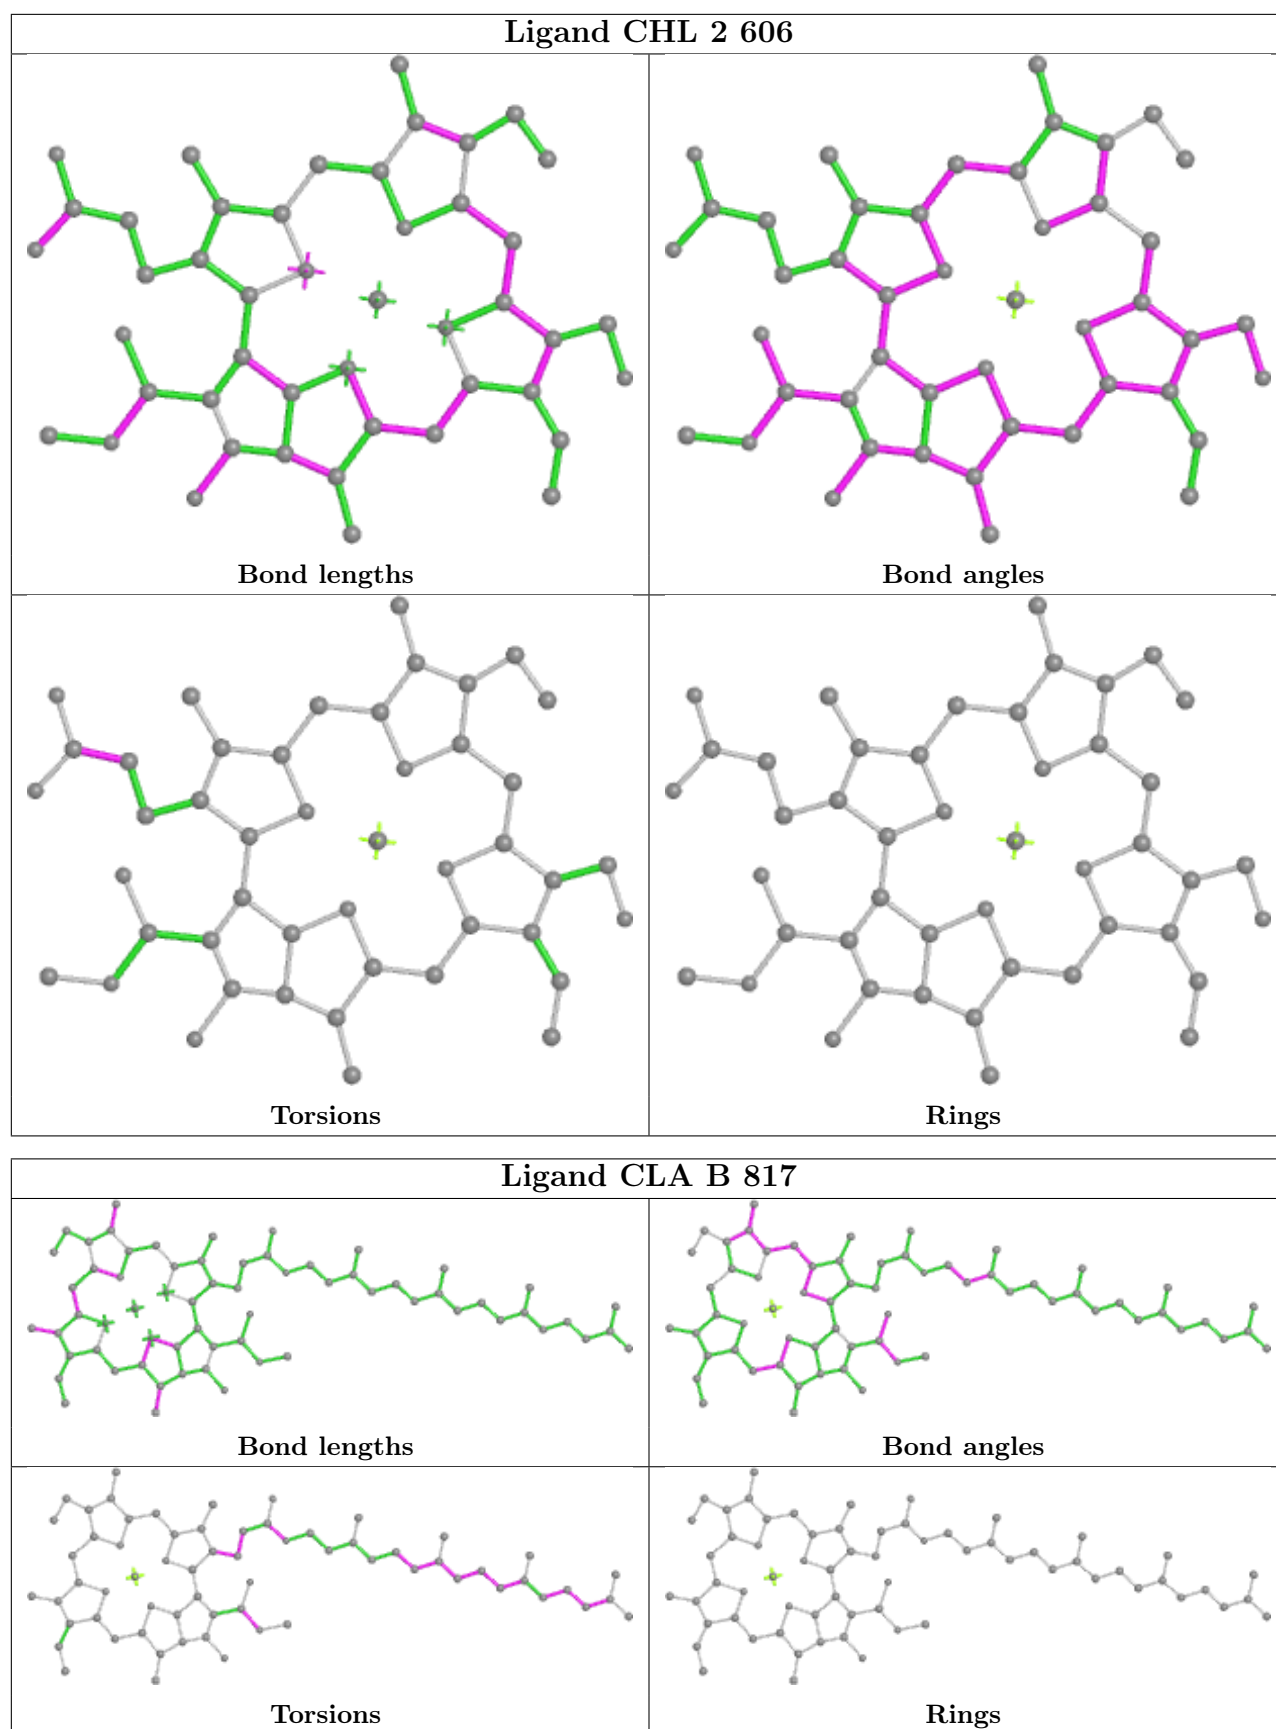 Ligand CHL 2 606
Bond lengths
Bond angles
Torsions
Rings
Ligand CLA B 817
Bond lengths
Bond angles
Torsions
Rings